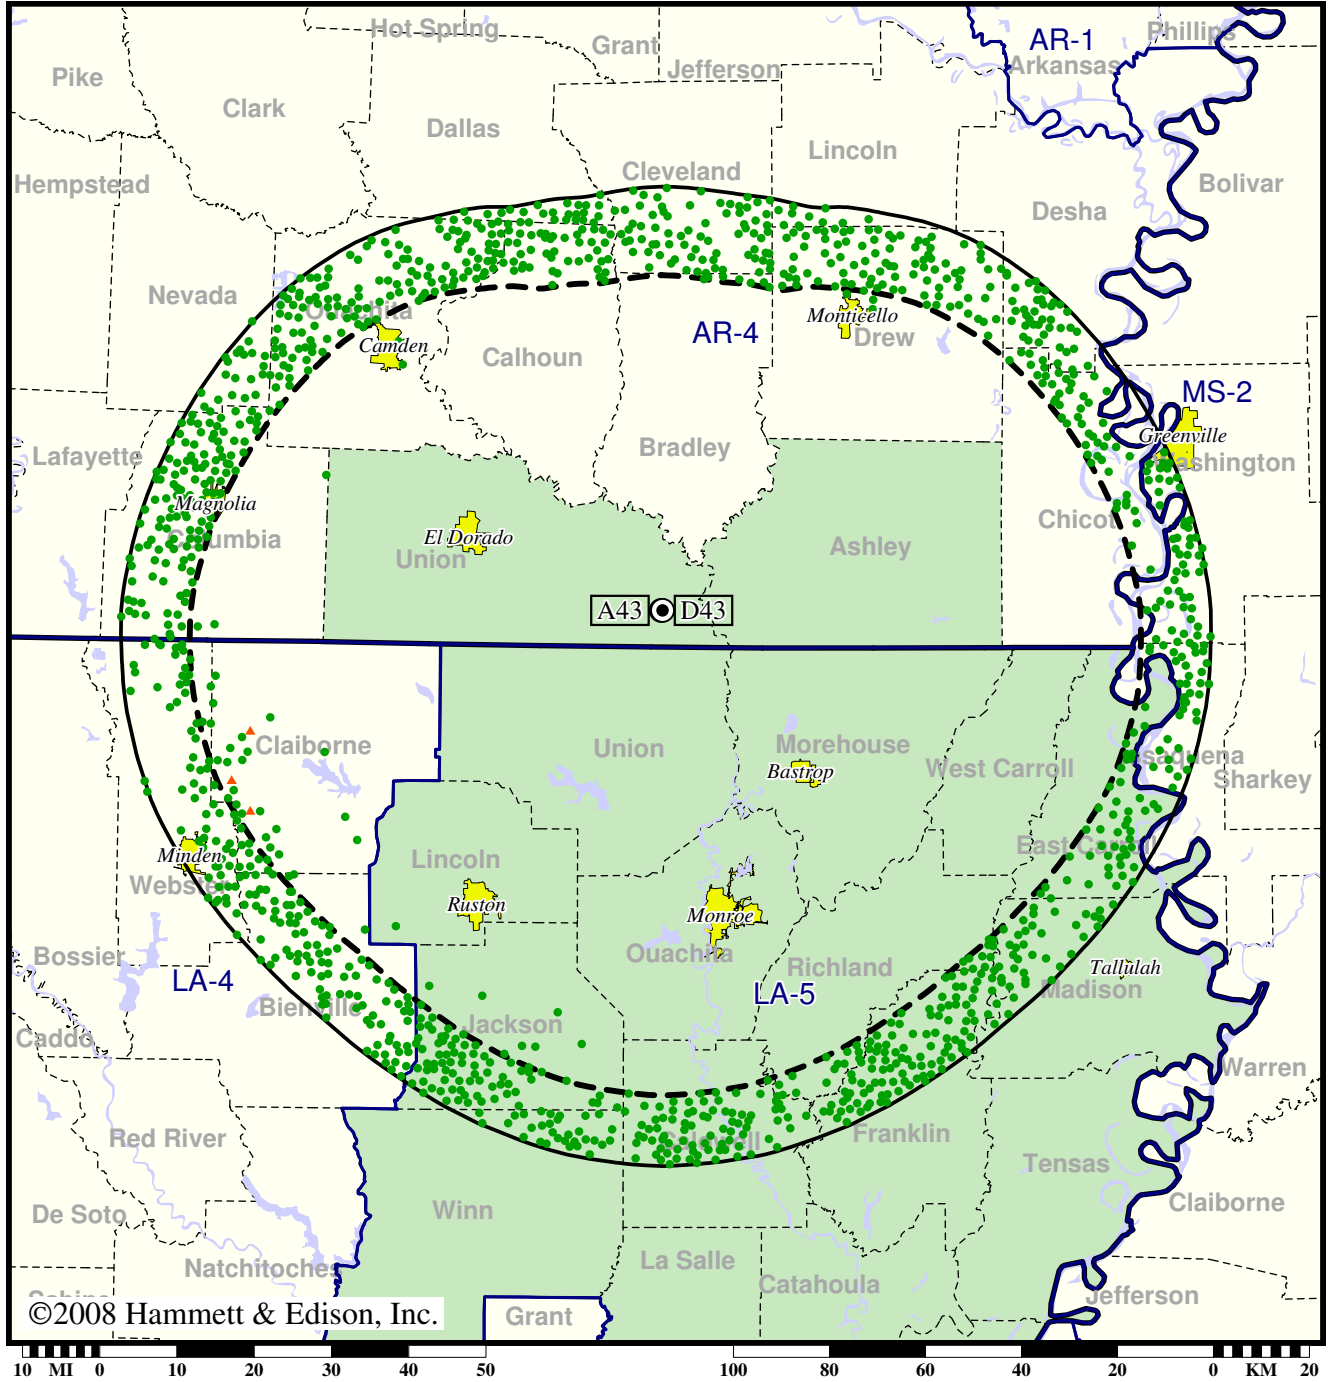 Hot Spring
Grant
Jefferson
AR-1
Phillips
Arkansas
Pike
Clark
Dallas
Lincoln
Cleveland
Hempstead
Desha
Bolivar
Nevada
Ouachita
Camden
Calhoun
AR-4
Monticello
Drew
MS-2
Greenville
Washington
Lafayette
Bradley
Magnolia
Columbia
El Dorado
Union
Ashley
Chicot
A43
D43
Claiborne
Union
Morehouse
Bastrop
West Carroll
Issaquena
Sharkey
Minden
Webster
Lincoln
Ruston
East Carroll
Monroe
Ouachita
Richland
Tallulah
Madison
Bossier
LA-4
LA-5
Bienville
Jackson
Caddo
Warren
Red River
Caldwell
Franklin
Tensas
De Soto
Winn
Claiborne
La Salle
Natchitoches
Catahoula
Jefferson
Sabine
©2008 Hammett & Edison, Inc.
Grant
10 MI 0 10 20 30 40 50 100 80 60 40 20 0 KM 20